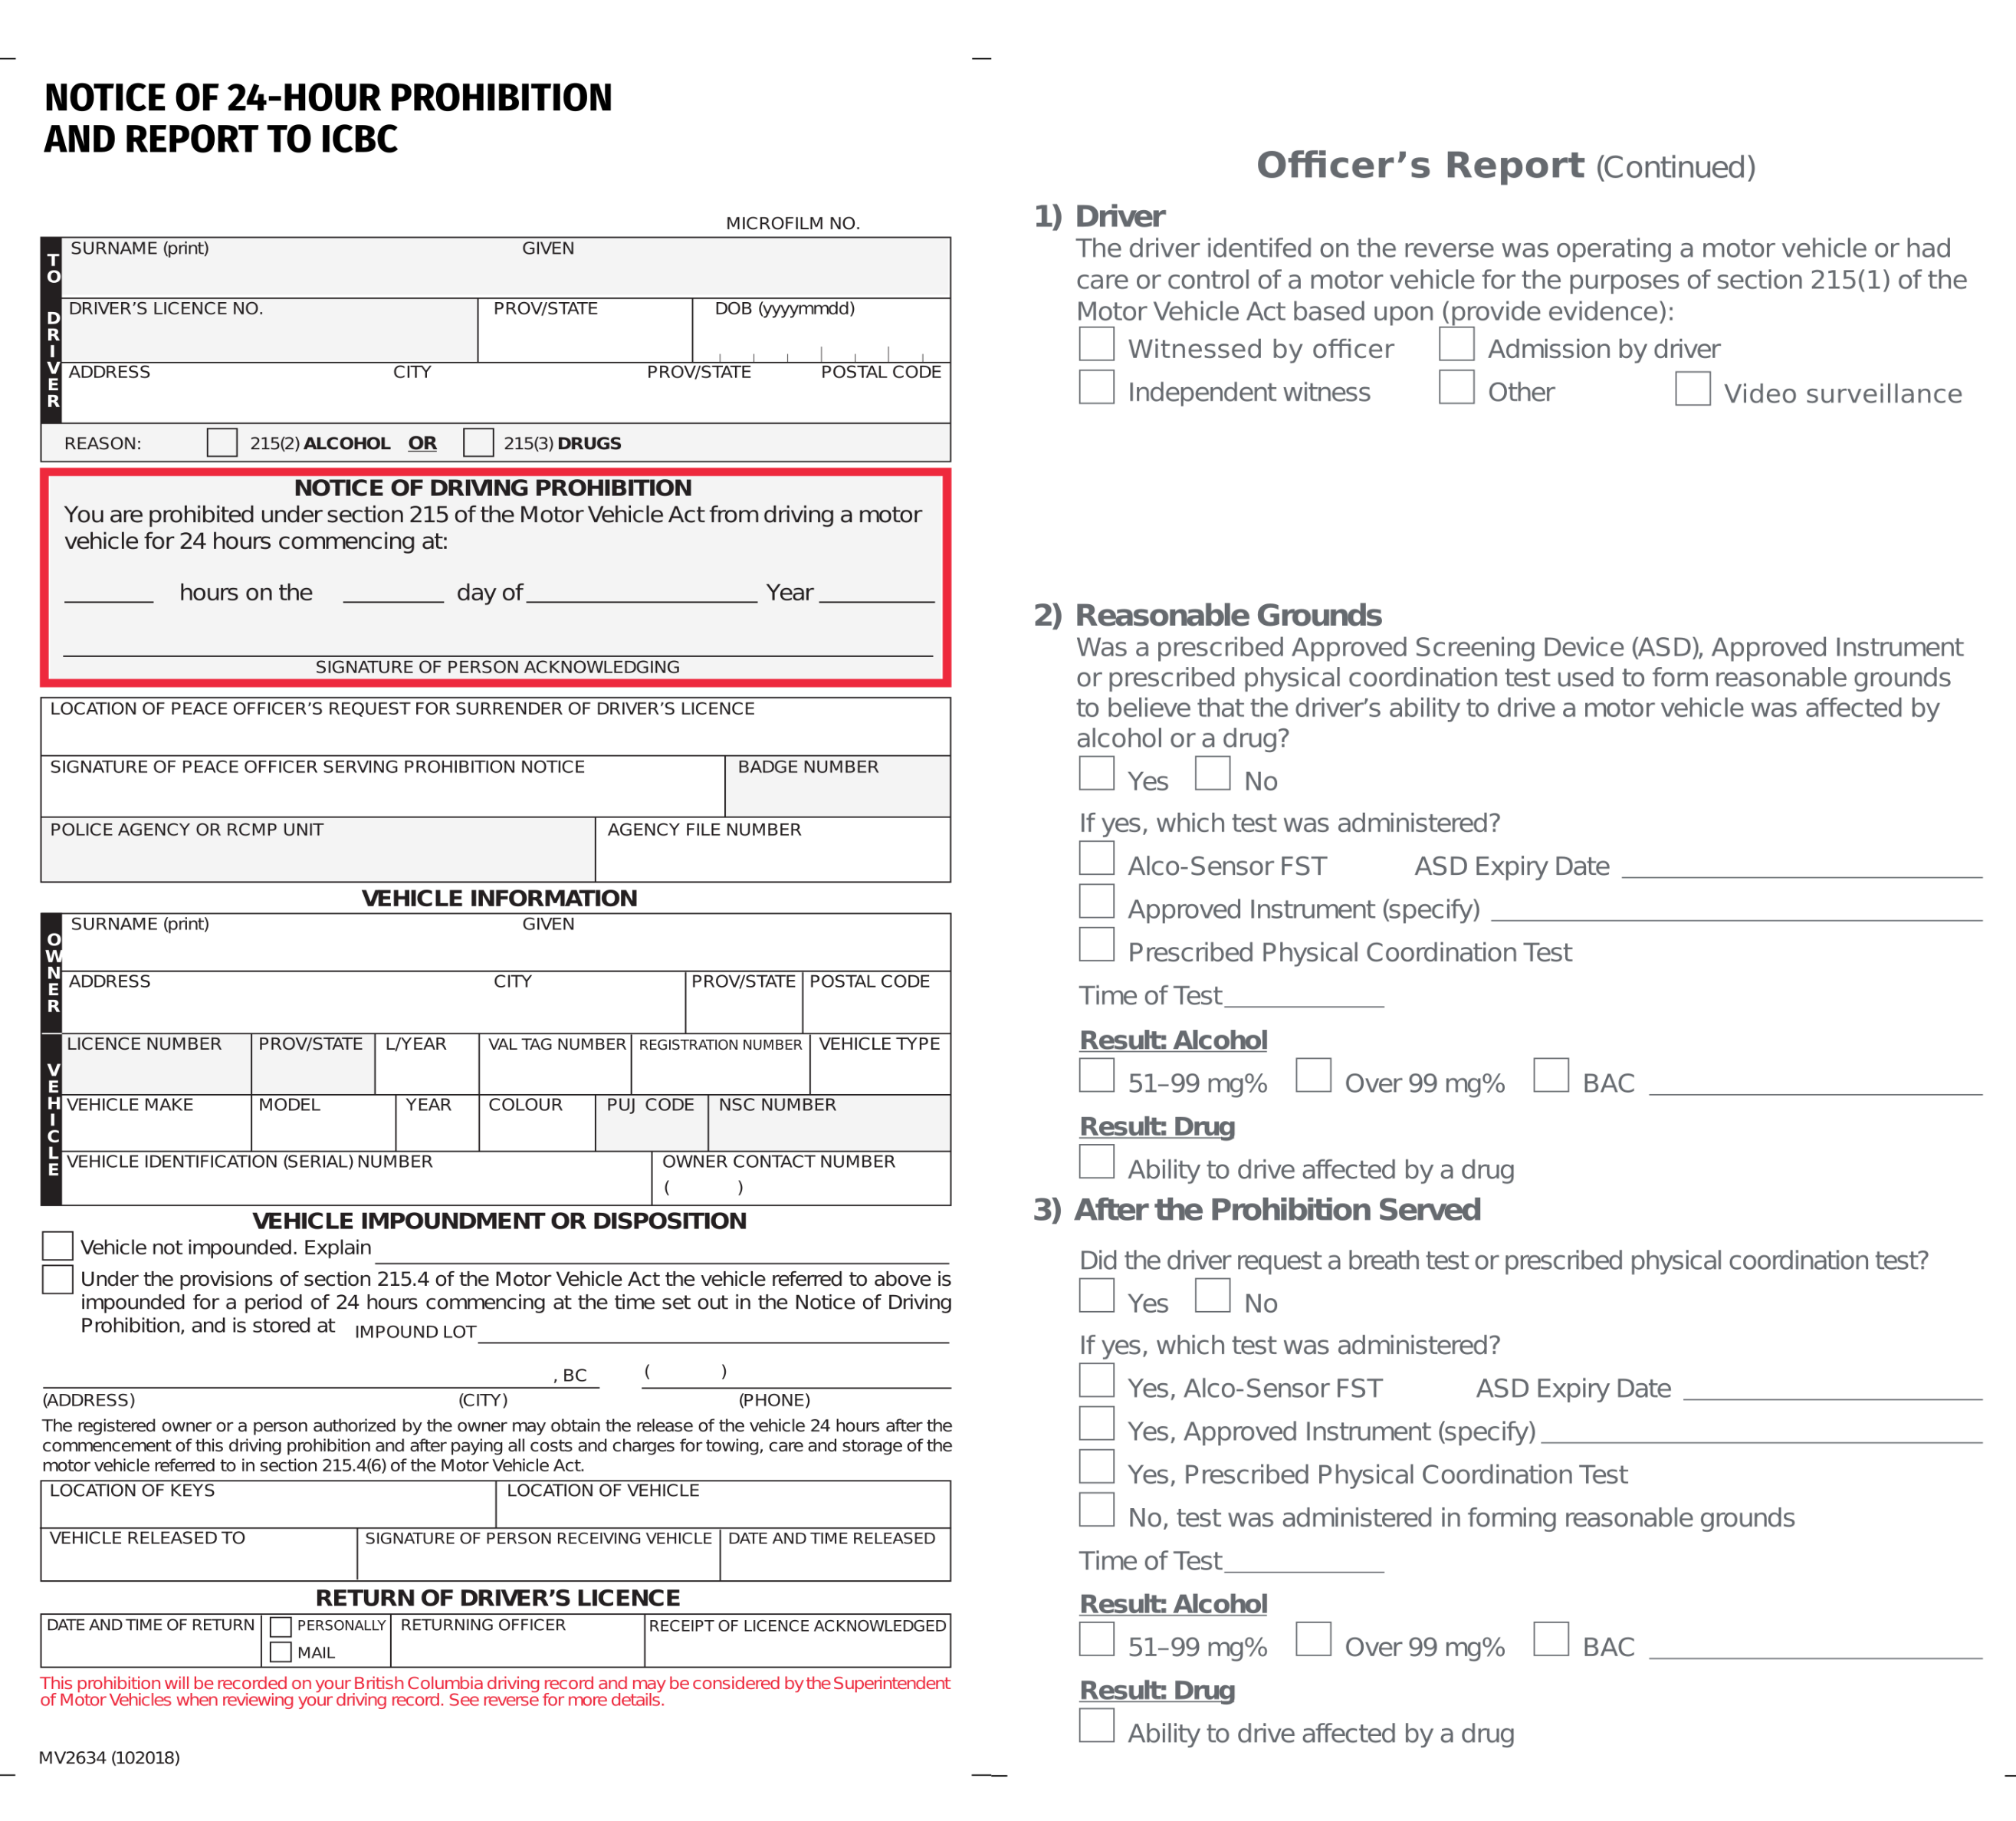 NOTICE OF 24-HOUR PROHIBITION
AND REPORT TO ICBC
MICROFILM NO.
TO DRIVER
SURNAME (print) GIVEN
DRIVER'S LICENCE NO. PROV/STATE DOB (yyyymmdd)
ADDRESS CITY PROV/STATE POSTAL CODE
REASON: 215(2) ALCOHOL OR 215(3) DRUGS
NOTICE OF DRIVING PROHIBITION
You are prohibited under section 215 of the Motor Vehicle Act from driving a motor
vehicle for 24 hours commencing at:
hours on the day of Year
SIGNATURE OF PERSON ACKNOWLEDGING
LOCATION OF PEACE OFFICER'S REQUEST FOR SURRENDER OF DRIVER'S LICENCE
SIGNATURE OF PEACE OFFICER SERVING PROHIBITION NOTICE BADGE NUMBER
POLICE AGENCY OR RCMP UNIT AGENCY FILE NUMBER
VEHICLE INFORMATION
OWNER
SURNAME (print) GIVEN
ADDRESS CITY PROV/STATE POSTAL CODE
VEHICLE
LICENCE NUMBER PROV/STATE L/YEAR VAL TAG NUMBER REGISTRATION NUMBER VEHICLE TYPE
VEHICLE MAKE MODEL YEAR COLOUR PUJ CODE NSC NUMBER
VEHICLE IDENTIFICATION (SERIAL) NUMBER OWNER CONTACT NUMBER
( )
VEHICLE IMPOUNDMENT OR DISPOSITION
Vehicle not impounded. Explain
Under the provisions of section 215.4 of the Motor Vehicle Act the vehicle referred to above is
impounded for a period of 24 hours commencing at the time set out in the Notice of Driving
Prohibition, and is stored at IMPOUND LOT
, BC ( )
(ADDRESS) (CITY) (PHONE)
The registered owner or a person authorized by the owner may obtain the release of the vehicle 24 hours after the
commencement of this driving prohibition and after paying all costs and charges for towing, care and storage of the
motor vehicle referred to in section 215.4(6) of the Motor Vehicle Act.
LOCATION OF KEYS LOCATION OF VEHICLE
VEHICLE RELEASED TO SIGNATURE OF PERSON RECEIVING VEHICLE DATE AND TIME RELEASED
RETURN OF DRIVER'S LICENCE
DATE AND TIME OF RETURN PERSONALLY RETURNING OFFICER RECEIPT OF LICENCE ACKNOWLEDGED
MAIL
This prohibition will be recorded on your British Columbia driving record and may be considered by the Superintendent
of Motor Vehicles when reviewing your driving record. See reverse for more details.
MV2634 (102018)
Officer's Report (Continued)
1) Driver
The driver identifed on the reverse was operating a motor vehicle or had
care or control of a motor vehicle for the purposes of section 215(1) of the
Motor Vehicle Act based upon (provide evidence):
Witnessed by officer Admission by driver
Independent witness Other Video surveillance
2) Reasonable Grounds
Was a prescribed Approved Screening Device (ASD), Approved Instrument
or prescribed physical coordination test used to form reasonable grounds
to believe that the driver's ability to drive a motor vehicle was affected by
alcohol or a drug?
Yes No
If yes, which test was administered?
Alco-Sensor FST ASD Expiry Date
Approved Instrument (specify)
Prescribed Physical Coordination Test
Time of Test
Result: Alcohol
51–99 mg% Over 99 mg% BAC
Result: Drug
Ability to drive affected by a drug
3) After the Prohibition Served
Did the driver request a breath test or prescribed physical coordination test?
Yes No
If yes, which test was administered?
Yes, Alco-Sensor FST ASD Expiry Date
Yes, Approved Instrument (specify)
Yes, Prescribed Physical Coordination Test
No, test was administered in forming reasonable grounds
Time of Test
Result: Alcohol
51–99 mg% Over 99 mg% BAC
Result: Drug
Ability to drive affected by a drug